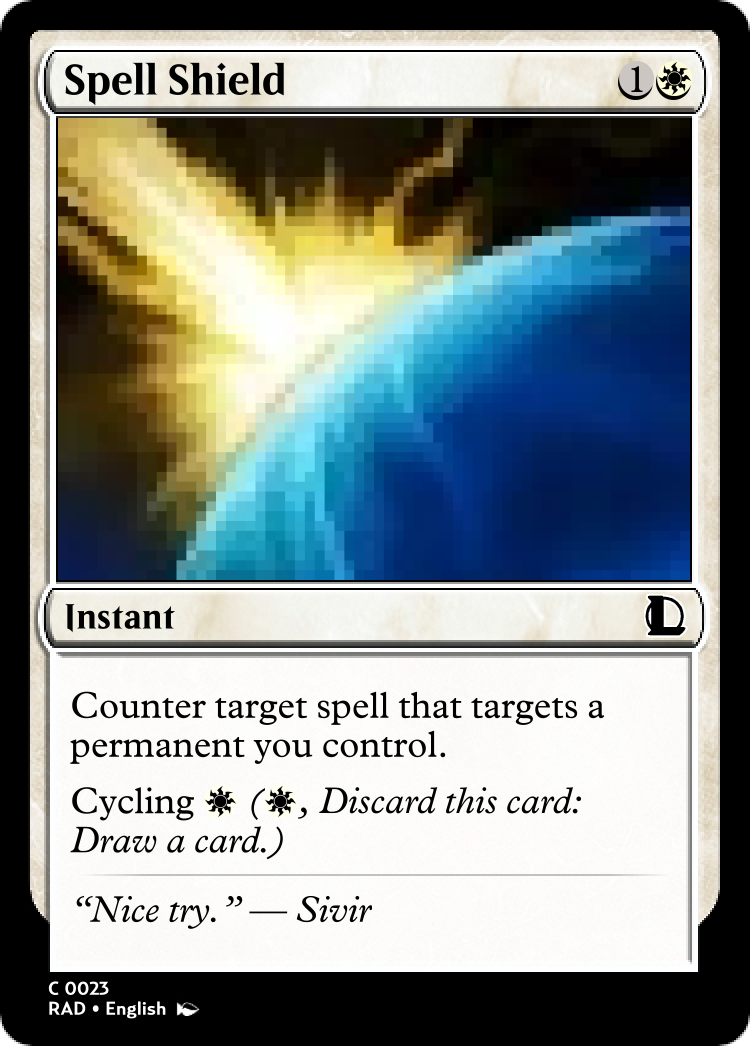 Spell Shield 1
Instant
Counter target spell that targets a
permanent you control.
Cycling (, Discard this card:
Draw a card.)
“Nice try.” — Sivir
C 0023
RAD • English